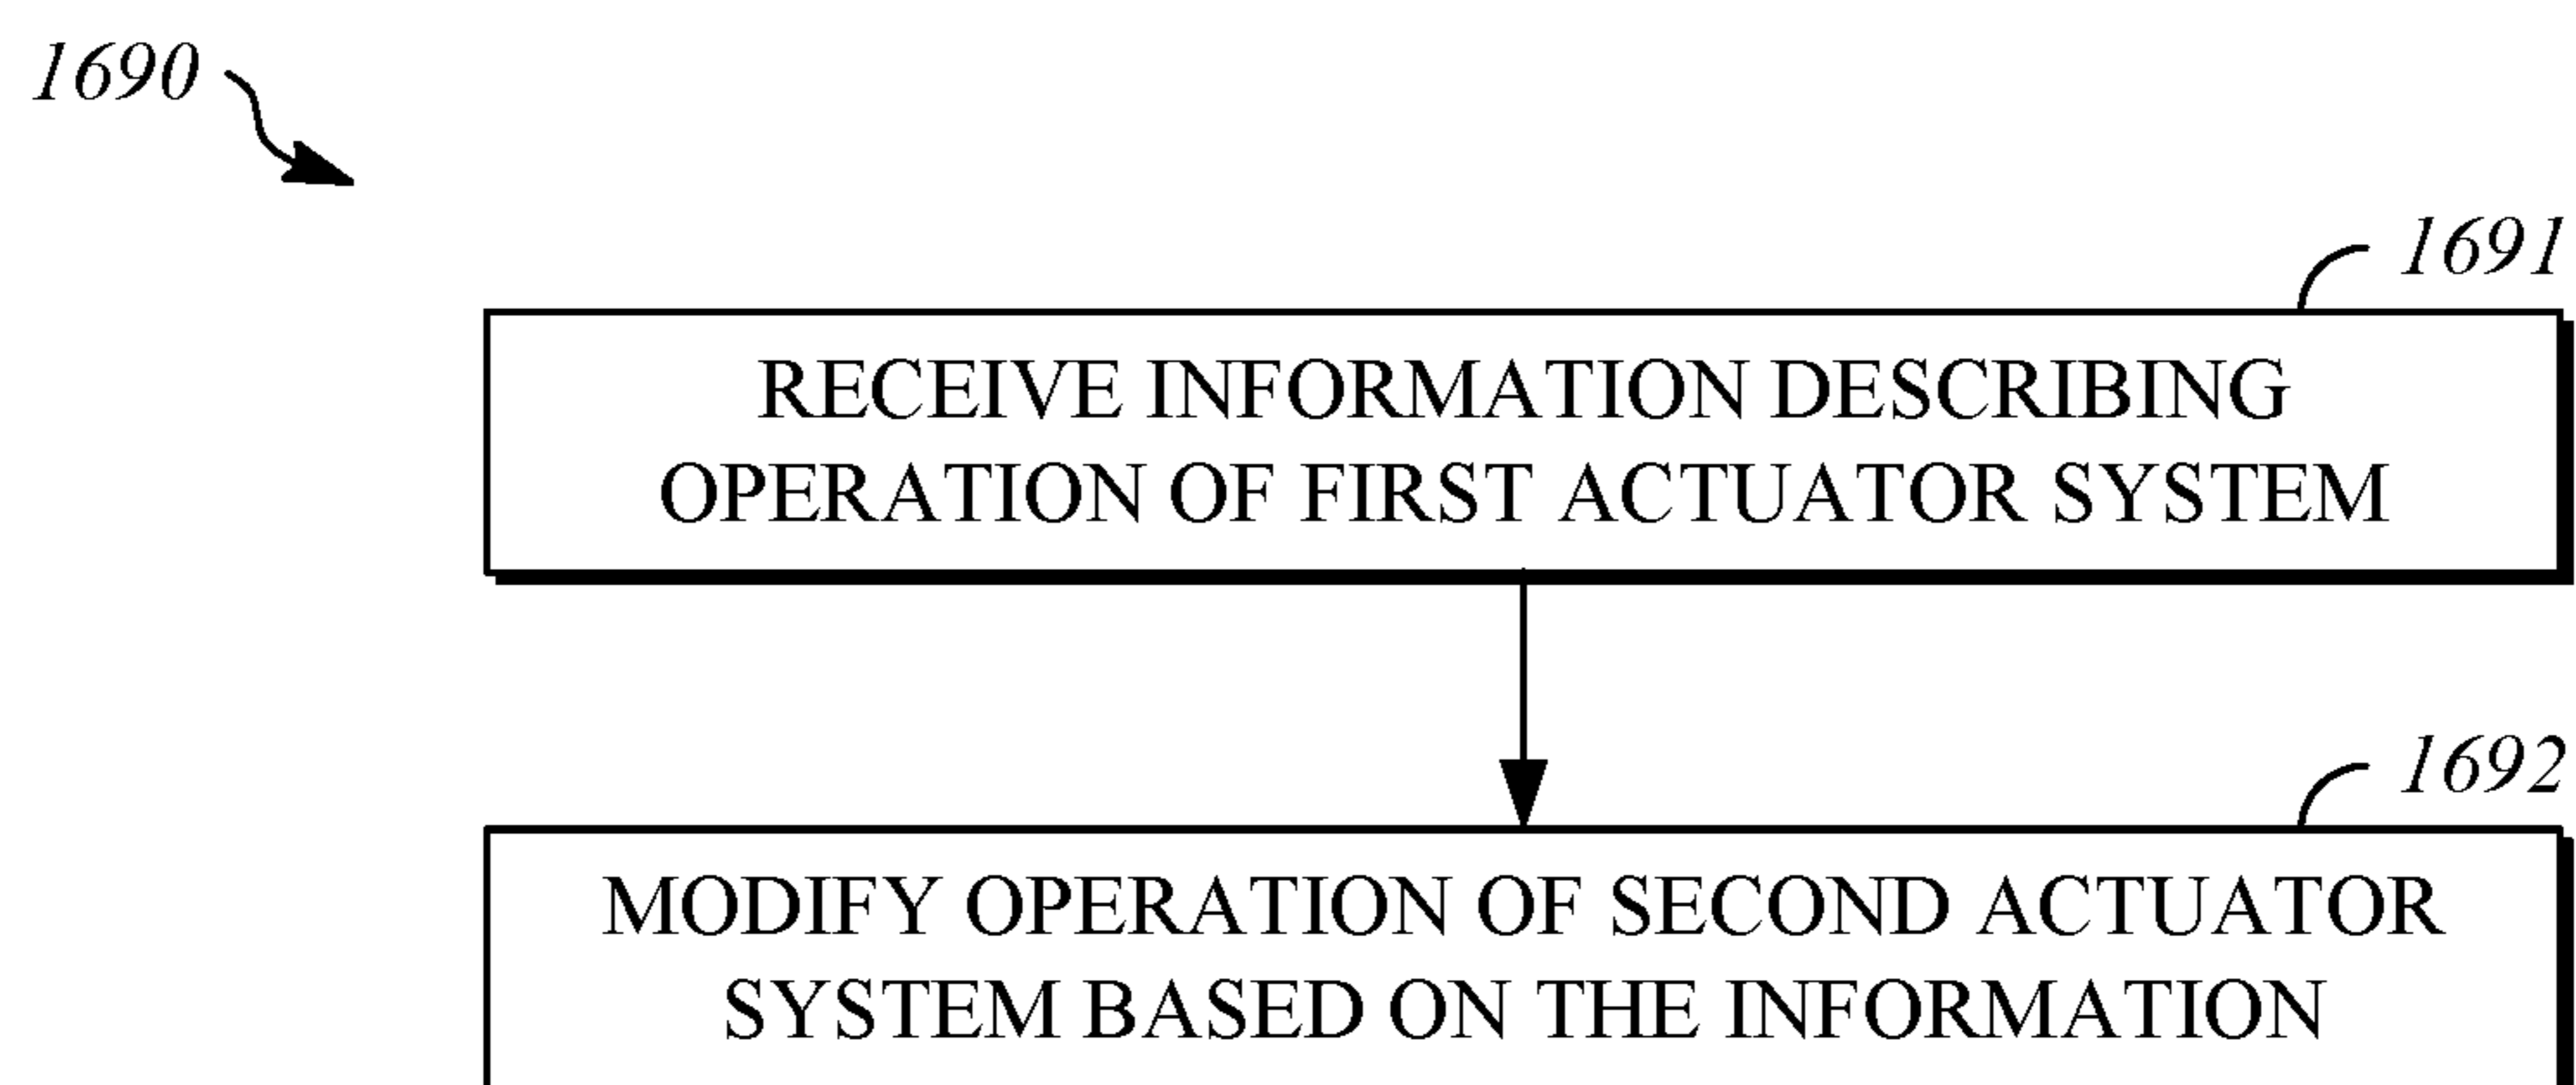 1690
1691
RECEIVE INFORMATION DESCRIBING
OPERATION OF FIRST ACTUATOR SYSTEM
1692
MODIFY OPERATION OF SECOND ACTUATOR
SYSTEM BASED ON THE INFORMATION